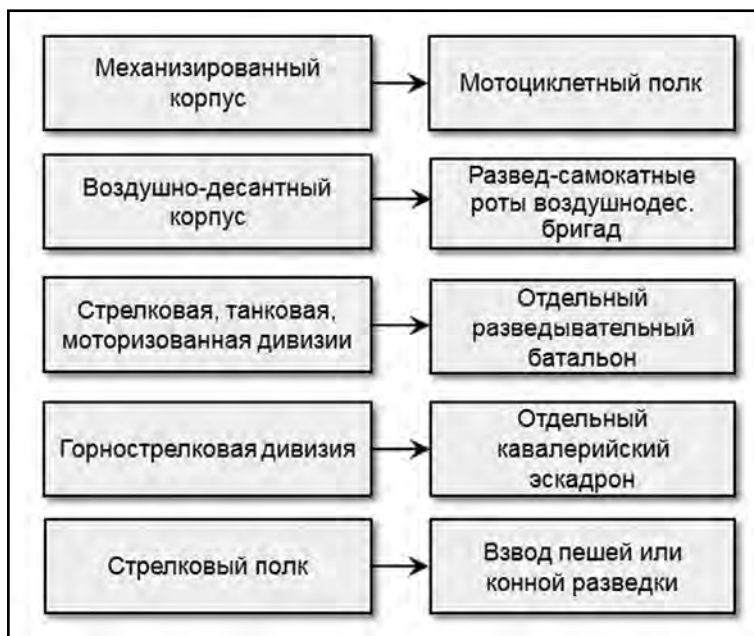 Механизированный
корпус
Мотоциклетный полк
Воздушно-десантный
корпус
Развед-самокатные
роты воздушнодес.
бригад
Стрелковая, танковая,
моторизованная дивизии
Отдельный
разведывательный
батальон
Горнострелковая дивизия
Отдельный
кавалерийский
эскадрон
Стрелковый полк
Взвод пешей или
конной разведки